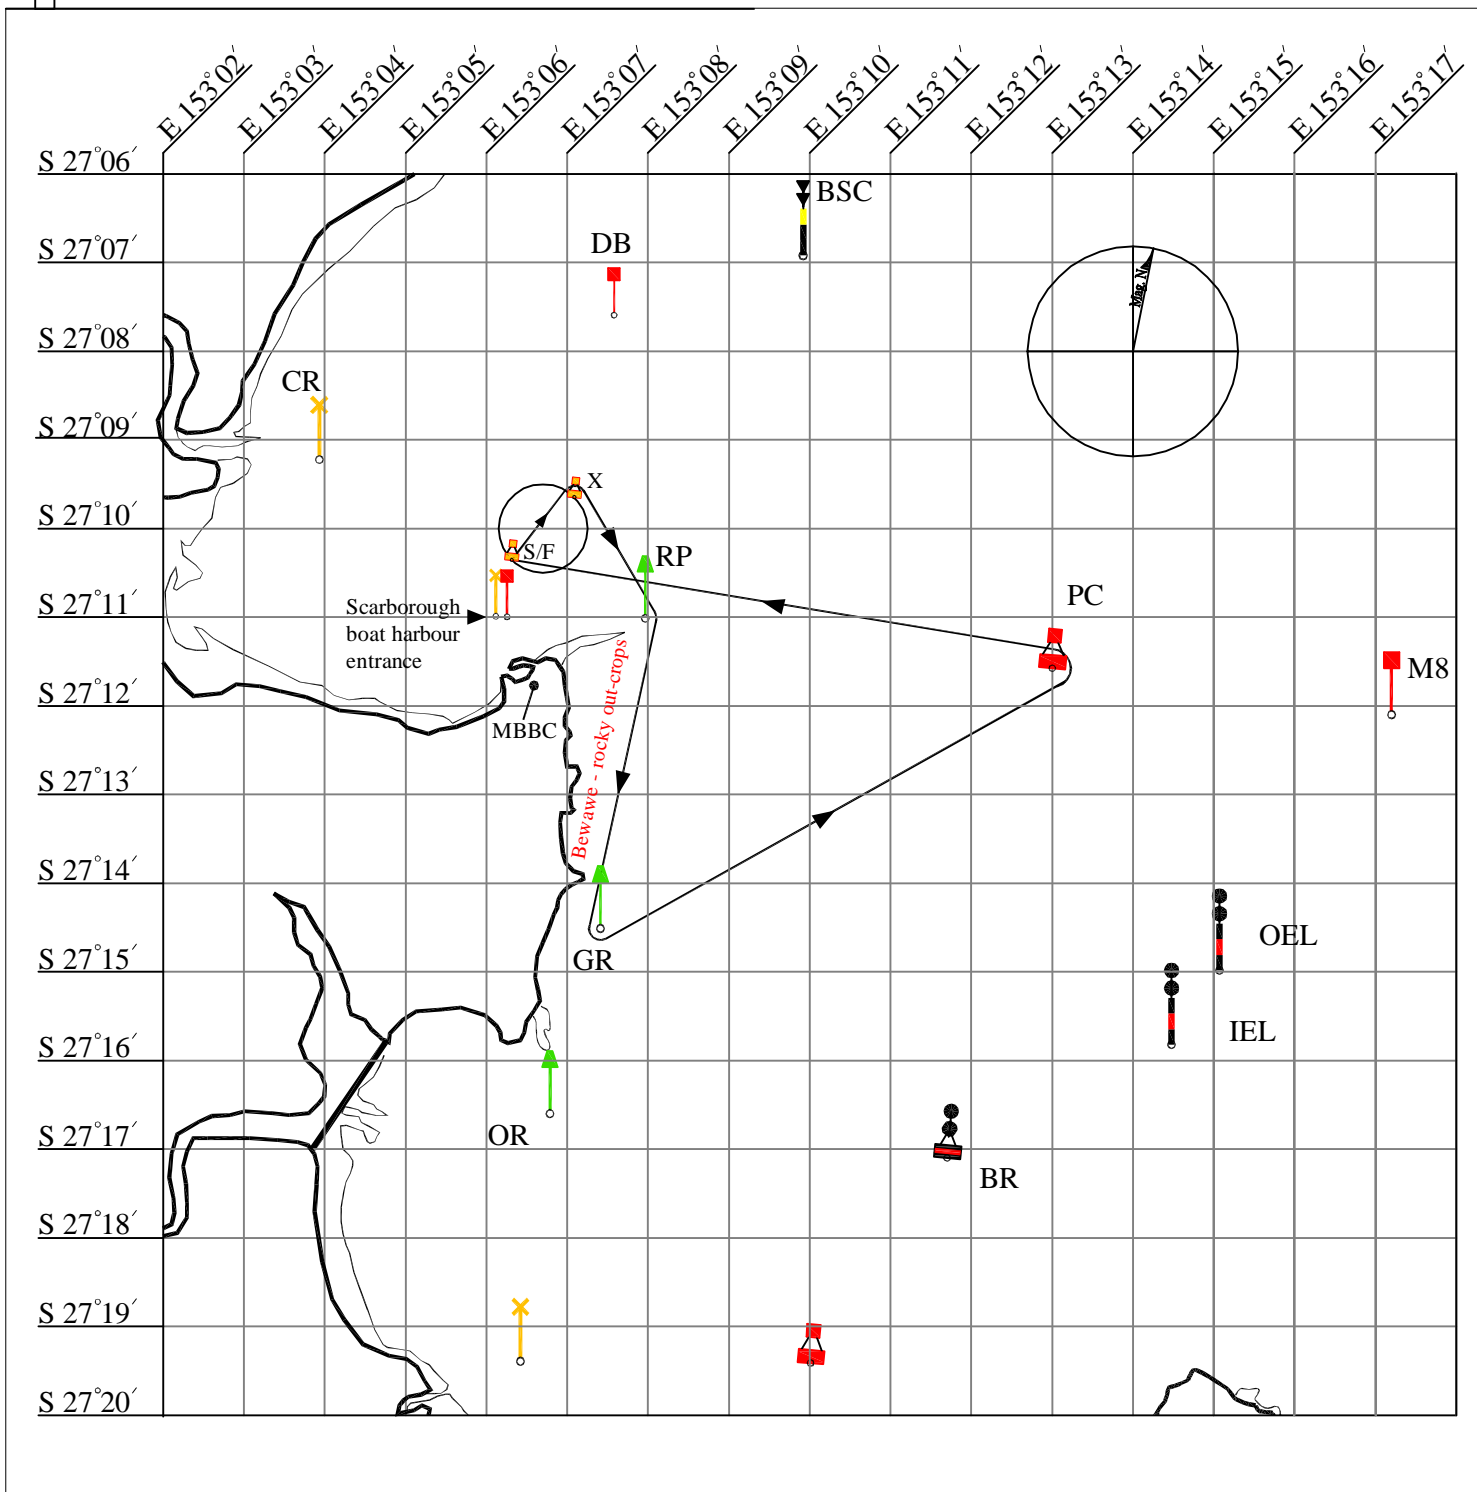 E 153°02′
E 153°03′
E 153°04′
E 153°05′
E 153°06′
E 153°07′
E 153°08′
E 153°09′
E 153°10′
E 153°11′
E 153°12′
E 153°13′
E 153°14′
E 153°15′
E 153°16′
E 153°17′
S 27°06′
BSC
DB
S 27°07′
Mag. N
S 27°08′
CR
S 27°09′
X
S 27°10′
S/F
RP
PC
S 27°11′
Scarborough
boat harbour
entrance
Bewawe - rocky out-crops
M8
S 27°12′
MBBC
S 27°13′
S 27°14′
OEL
GR
S 27°15′
IEL
S 27°16′
OR
S 27°17′
BR
S 27°18′
S 27°19′
S 27°20′